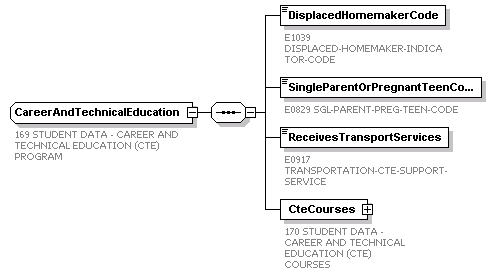 DisplacedHomemakerCode
E1039
DISPLACED-HOMEMAKER-INDICA
TOR-CODE
SingleParentOrPregnantTeenCo...
E0829 SGL-PARENT-PREG-TEEN-CODE
CareerAndTechnicalEducation
169 STUDENT DATA - CAREER AND
TECHNICAL EDUCATION (CTE)
PROGRAM
ReceivesTransportServices
E0917
TRANSPORTATION-CTE-SUPPORT-
SERVICE
CteCourses
170 STUDENT DATA -
CAREER AND TECHNICAL
EDUCATION (CTE)
COURSES